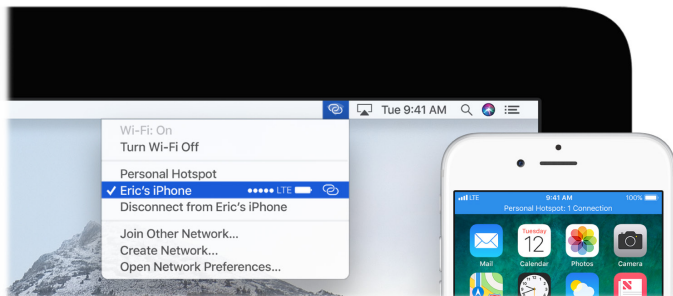 Tue 9:41 AM
Wi-Fi: On
Turn Wi-Fi Off
Personal Hotspot
✓ Eric's iPhone ●●●●● LTE
Disconnect from Eric's iPhone
Join Other Network...
Create Network...
Open Network Preferences...
LTE 9:41 AM 100%
Personal Hotspot: 1 Connection
Tuesday
12
Mail Calendar Photos Camera
12
N